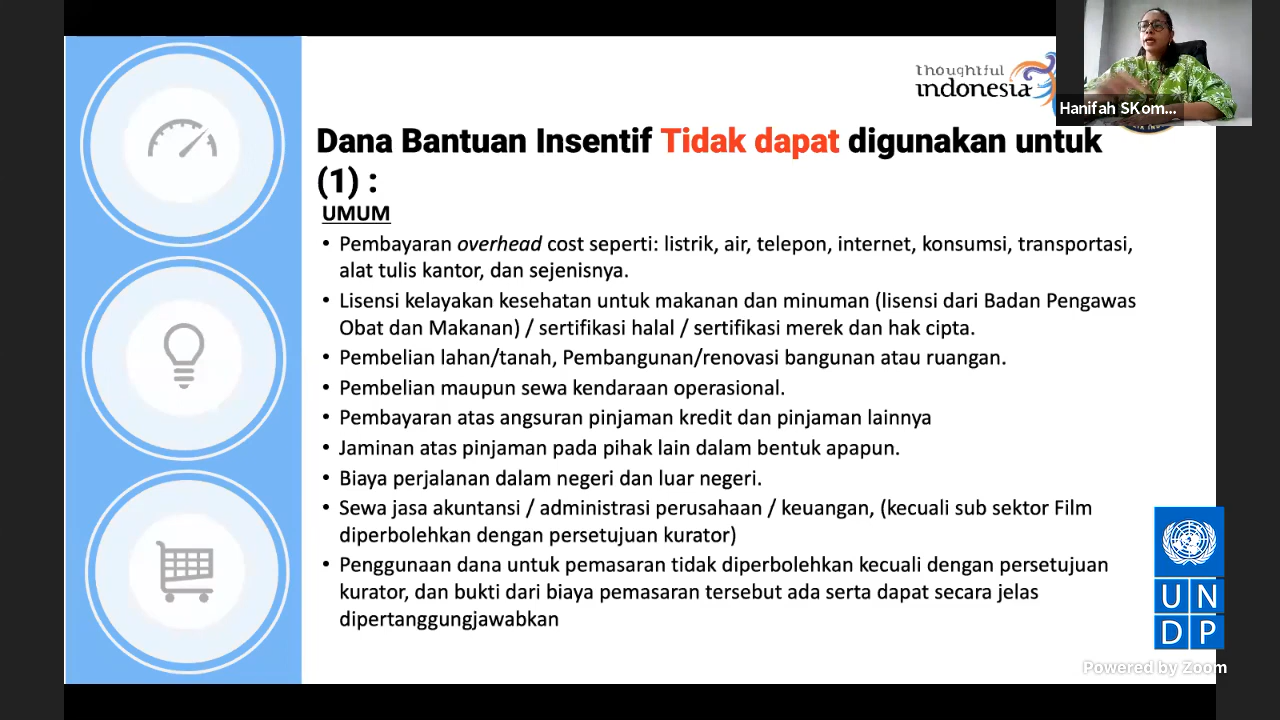 thoughtful
indonesia
Hanifah SKom...
Dana Bantuan Insentif Tidak dapat digunakan untuk
(1) :
UMUM
• Pembayaran overhead cost seperti: listrik, air, telepon, internet, konsumsi, transportasi,
alat tulis kantor, dan sejenisnya.
• Lisensi kelayakan kesehatan untuk makanan dan minuman (lisensi dari Badan Pengawas
Obat dan Makanan) / sertifikasi halal / sertifikasi merek dan hak cipta.
• Pembelian lahan/tanah, Pembangunan/renovasi bangunan atau ruangan.
• Pembelian maupun sewa kendaraan operasional.
• Pembayaran atas angsuran pinjaman kredit dan pinjaman lainnya
• Jaminan atas pinjaman pada pihak lain dalam bentuk apapun.
• Biaya perjalanan dalam negeri dan luar negeri.
• Sewa jasa akuntansi / administrasi perusahaan / keuangan, (kecuali sub sektor Film
diperbolehkan dengan persetujuan kurator)
• Penggunaan dana untuk pemasaran tidak diperbolehkan kecuali dengan persetujuan
kurator, dan bukti dari biaya pemasaran tersebut ada serta dapat secara jelas
dipertanggungjawabkan
U N
D P
Powered by Zoom